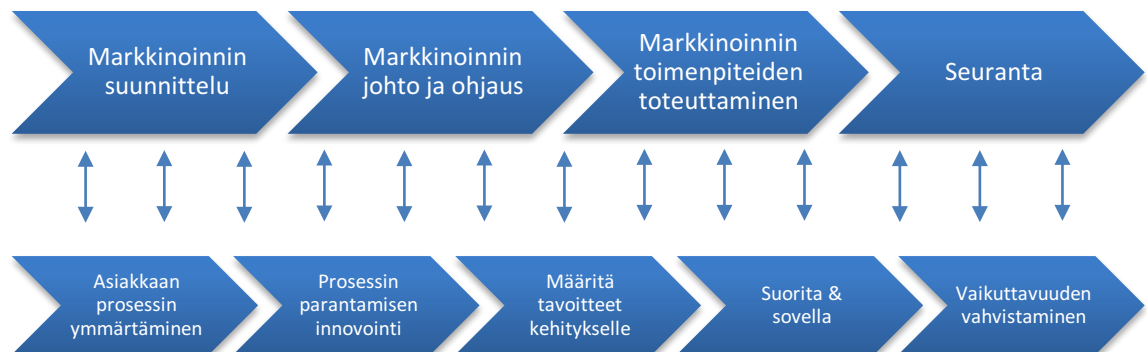 Markkinoinnin
suunnittelu
Markkinoinnin
johto ja ohjaus
Markkinoinnin
toimenpiteiden
toteuttaminen
Seuranta
Asiakkaan
prosessin
ymmärtäminen
Prosessin
parantamisen
innovointi
Määritä
tavoitteet
kehitykselle
Suorita &
sovella
Vaikuttavuuden
vahvistaminen